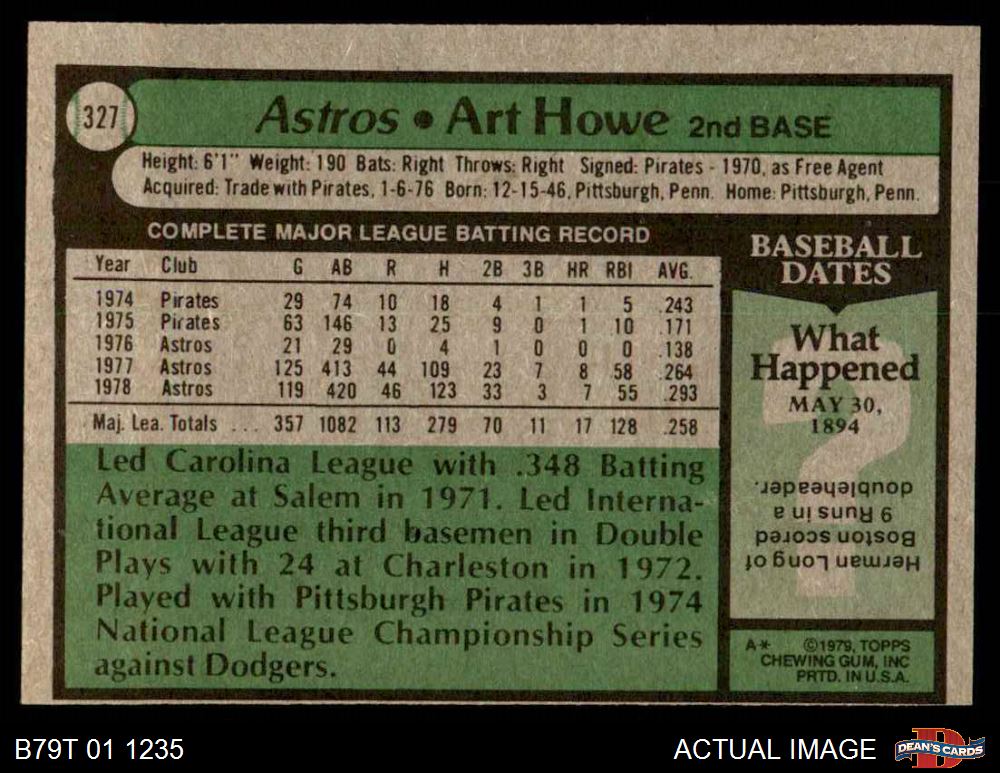 327
Astros • Art Howe 2nd BASE
Height: 6'1" Weight: 190 Bats: Right Throws: Right Signed: Pirates - 1970, as Free Agent
Acquired: Trade with Pirates, 1-6-76 Born: 12-15-46, Pittsburgh, Penn. Home: Pittsburgh, Penn.
COMPLETE MAJOR LEAGUE BATTING RECORD
Year Club G AB R H 2B 3B HR RBI AVG.
1974 Pirates 29 74 10 18 4 1 1 5 .243
1975 Pirates 63 146 13 25 9 0 1 10 .171
1976 Astros 21 29 0 4 1 0 0 0 .138
1977 Astros 125 413 44 109 23 7 8 58 .264
1978 Astros 119 420 46 123 33 3 7 55 .293
Maj. Lea. Totals ... 357 1082 113 279 70 11 17 128 .258
Led Carolina League with .348 Batting
Average at Salem in 1971. Led Interna-
tional League third basemen in Double
Plays with 24 at Charleston in 1972.
Played with Pittsburgh Pirates in 1974
National League Championship Series
against Dodgers.
BASEBALL
DATES
What
Happened
MAY 30,
1894
?
Herman Long of
Boston scored
9 Runs in a
doubleheader.
A* ©1979, TOPPS
CHEWING GUM, INC
PRTD. IN U.S.A.
B79T 01 1235
ACTUAL IMAGE
D
DEAN'S CARDS